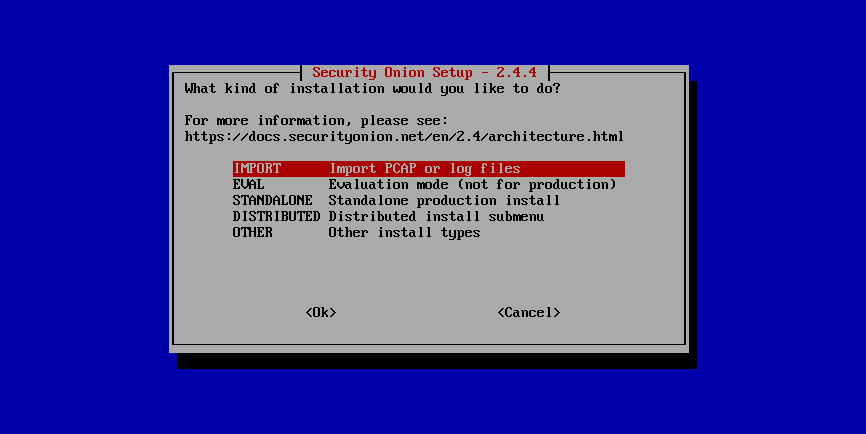 Security Onion Setup - 2.4.4
What kind of installation would you like to do?
For more information, please see:
https://docs.securityonion.net/en/2.4/architecture.html
IMPORT Import PCAP or log files
EVAL Evaluation mode (not for production)
STANDALONE Standalone production install
DISTRIBUTED Distributed install submenu
OTHER Other install types
<Ok> <Cancel>